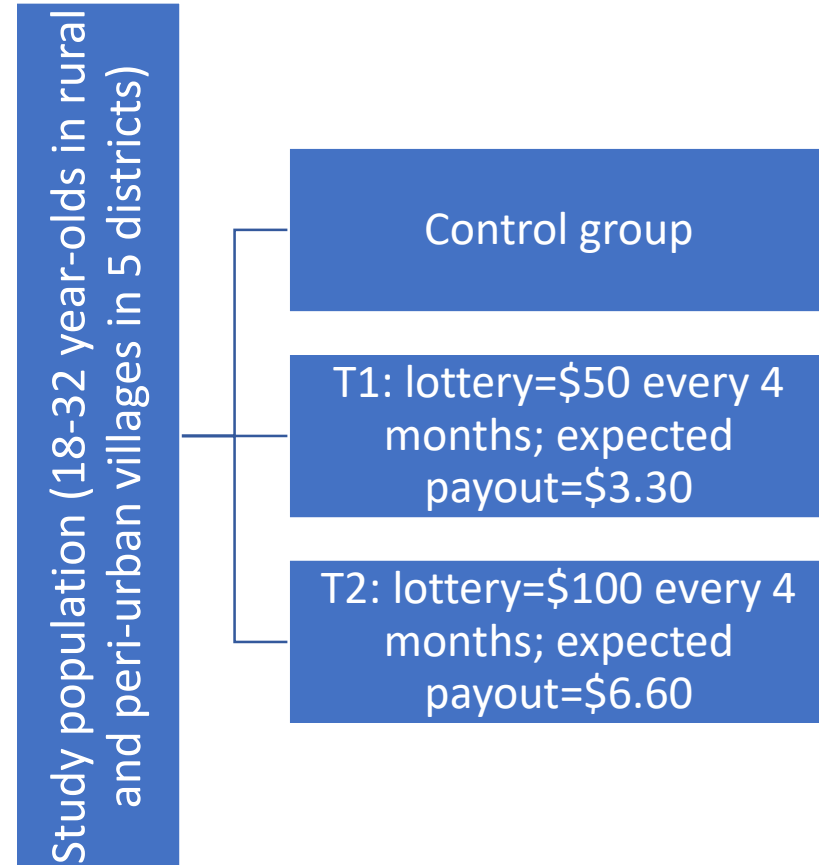 Study population (18-32 year-olds in rural
and peri-urban villages in 5 districts)
Control group
T1: lottery=$50 every 4
months; expected
payout=$3.30
T2: lottery=$100 every 4
months; expected
payout=$6.60